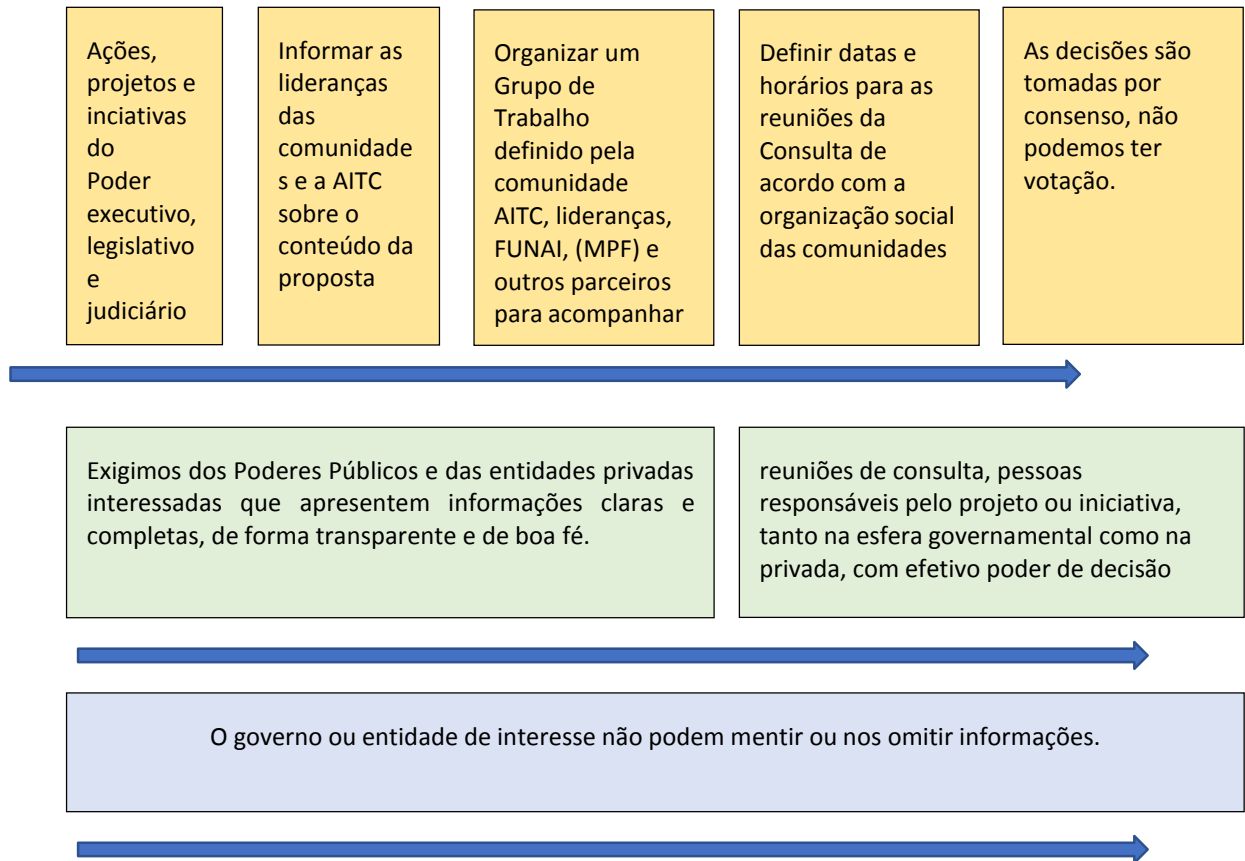 Ações,
projetos e
inciativas
do
Poder
executivo,
legislativo
e
judiciário
Informar as
lideranças
das
comunidade
s e a AITC
sobre o
conteúdo da
proposta
Organizar um
Grupo de
Trabalho
definido pela
comunidade
AITC, lideranças,
FUNAI, (MPF) e
outros parceiros
para acompanhar
Definir datas e
horários para as
reuniões da
Consulta de
acordo com a
organização social
das comunidades
As decisões são
tomadas por
consenso, não
podemos ter
votação.
Exigimos dos Poderes Públicos e das entidades privadas
interessadas que apresentem informações claras e
completas, de forma transparente e de boa fé.
reuniões de consulta, pessoas
responsáveis pelo projeto ou iniciativa,
tanto na esfera governamental como na
privada, com efetivo poder de decisão
O governo ou entidade de interesse não podem mentir ou nos omitir informações.